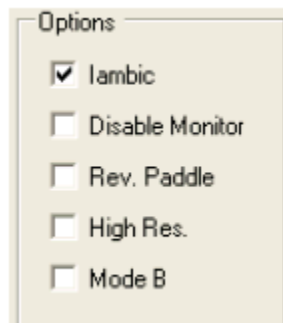 Options
Iambic
Disable Monitor
Rev. Paddle
High Res.
Mode B